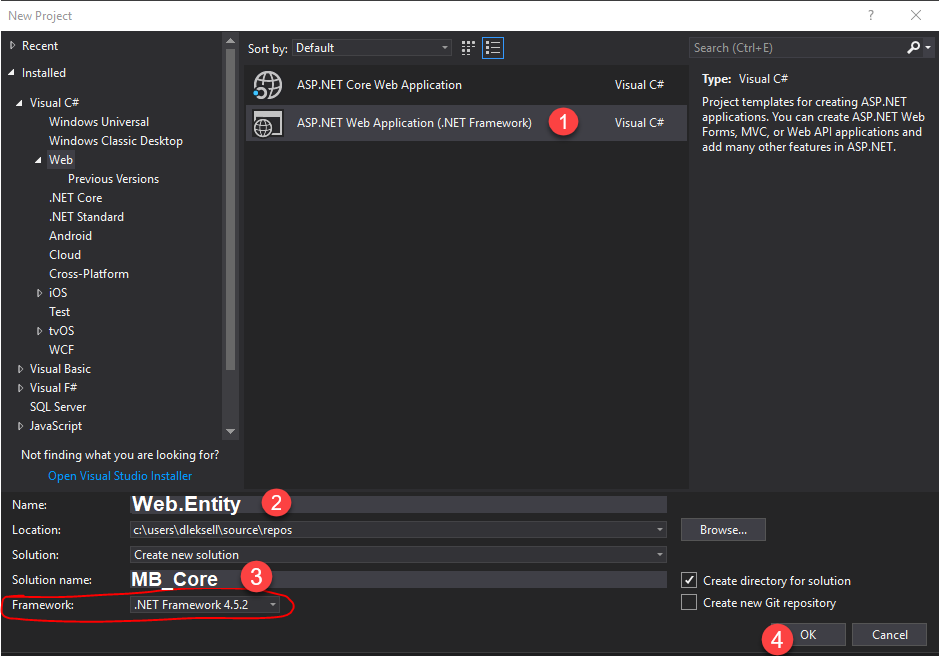 New Project
?
Recent
Installed
Visual C#
Windows Universal
Windows Classic Desktop
Web
Previous Versions
.NET Core
.NET Standard
Android
Cloud
Cross-Platform
iOS
Test
tvOS
WCF
Visual Basic
Visual F#
SQL Server
JavaScript
Not finding what you are looking for?
Open Visual Studio Installer
Sort by: Default
ASP.NET Core Web Application Visual C#
ASP.NET Web Application (.NET Framework) 1 Visual C#
Search (Ctrl+E)
Type: Visual C#
Project templates for creating ASP.NET
applications. You can create ASP.NET Web
Forms, MVC, or Web API applications and
add many other features in ASP.NET.
Name: Web.Entity 2
Location: c:\users\dleksell\source\repos Browse...
Solution: Create new solution
Solution name: MB_Core 3 Create directory for solution
Framework: .NET Framework 4.5.2 Create new Git repository
4 OK Cancel